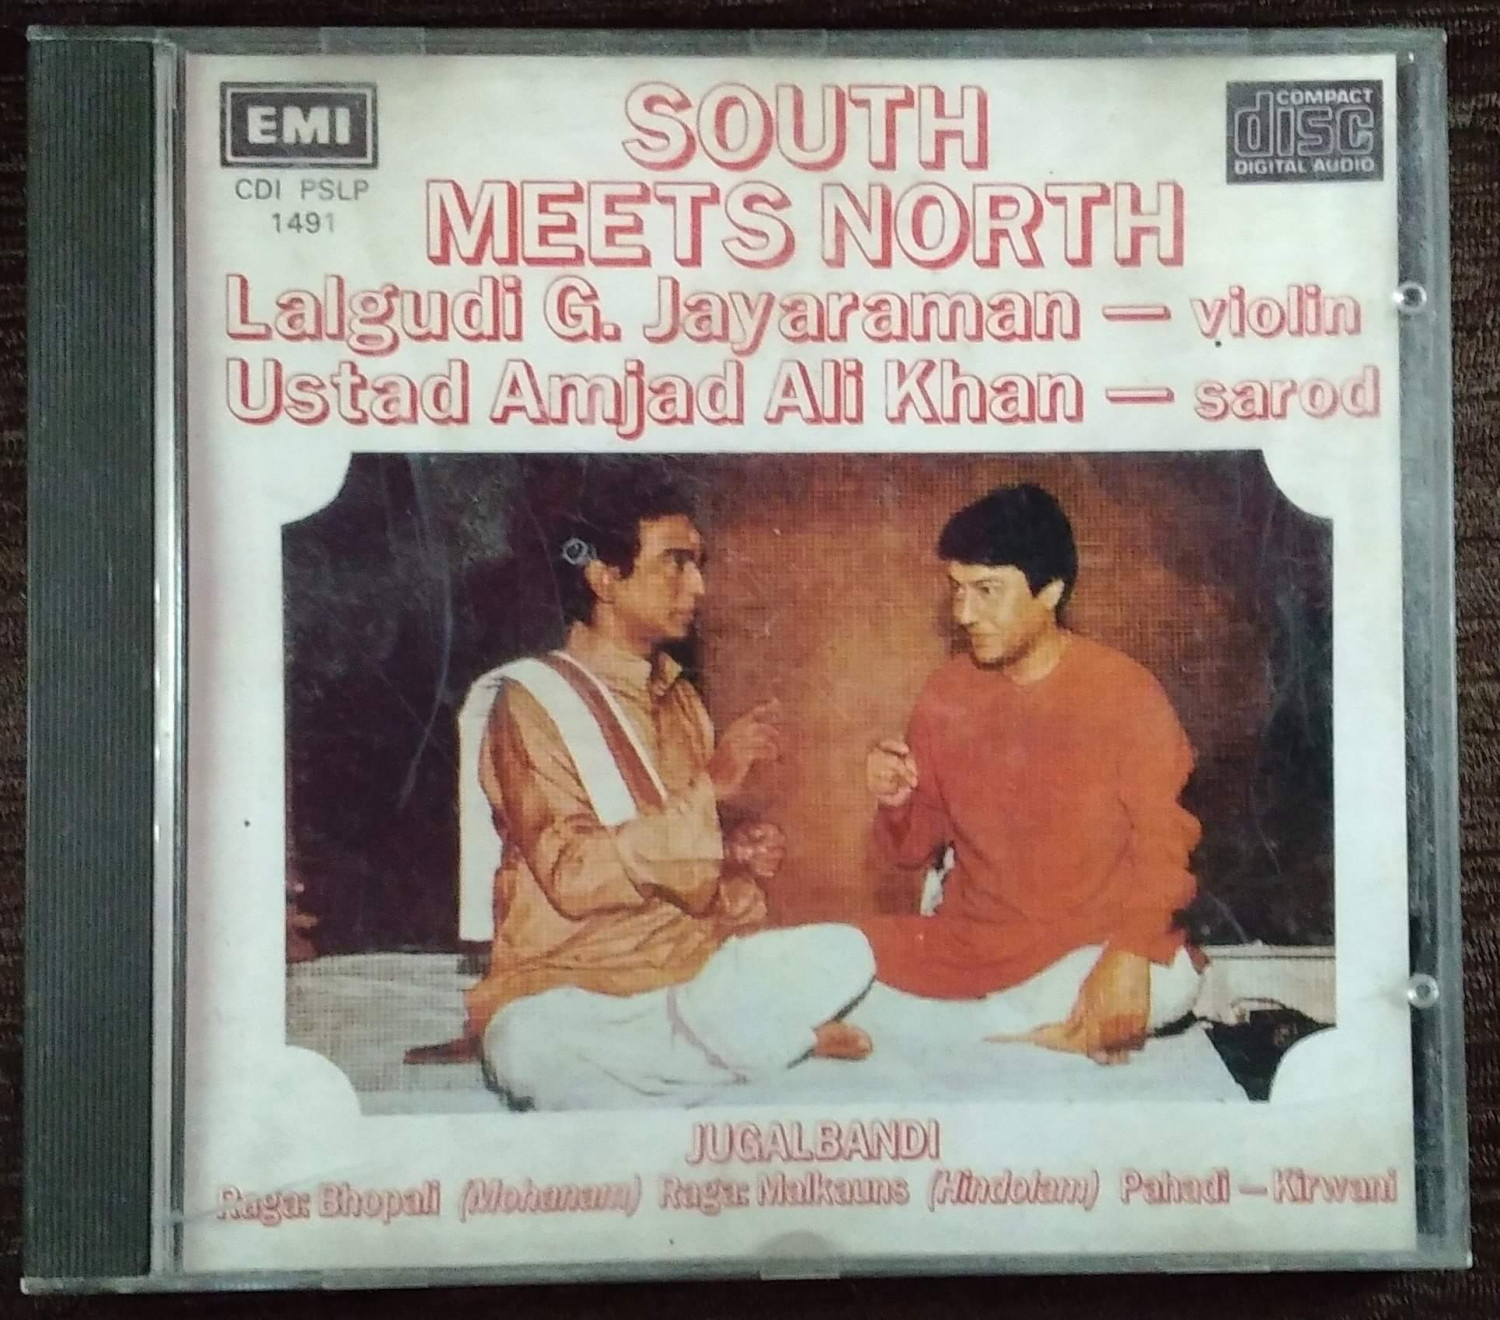 EMI
CDI PSLP
1491
COMPACT
disc
DIGITAL AUDIO
SOUTH
MEETS NORTH
Lalgudi G. Jayaraman — violin
Ustad Amjad Ali Khan — sarod
JUGALBANDI
Raga: Bhopali (Mohanam) Raga: Malkauns (Hindolam) Pahadi — Kirwani